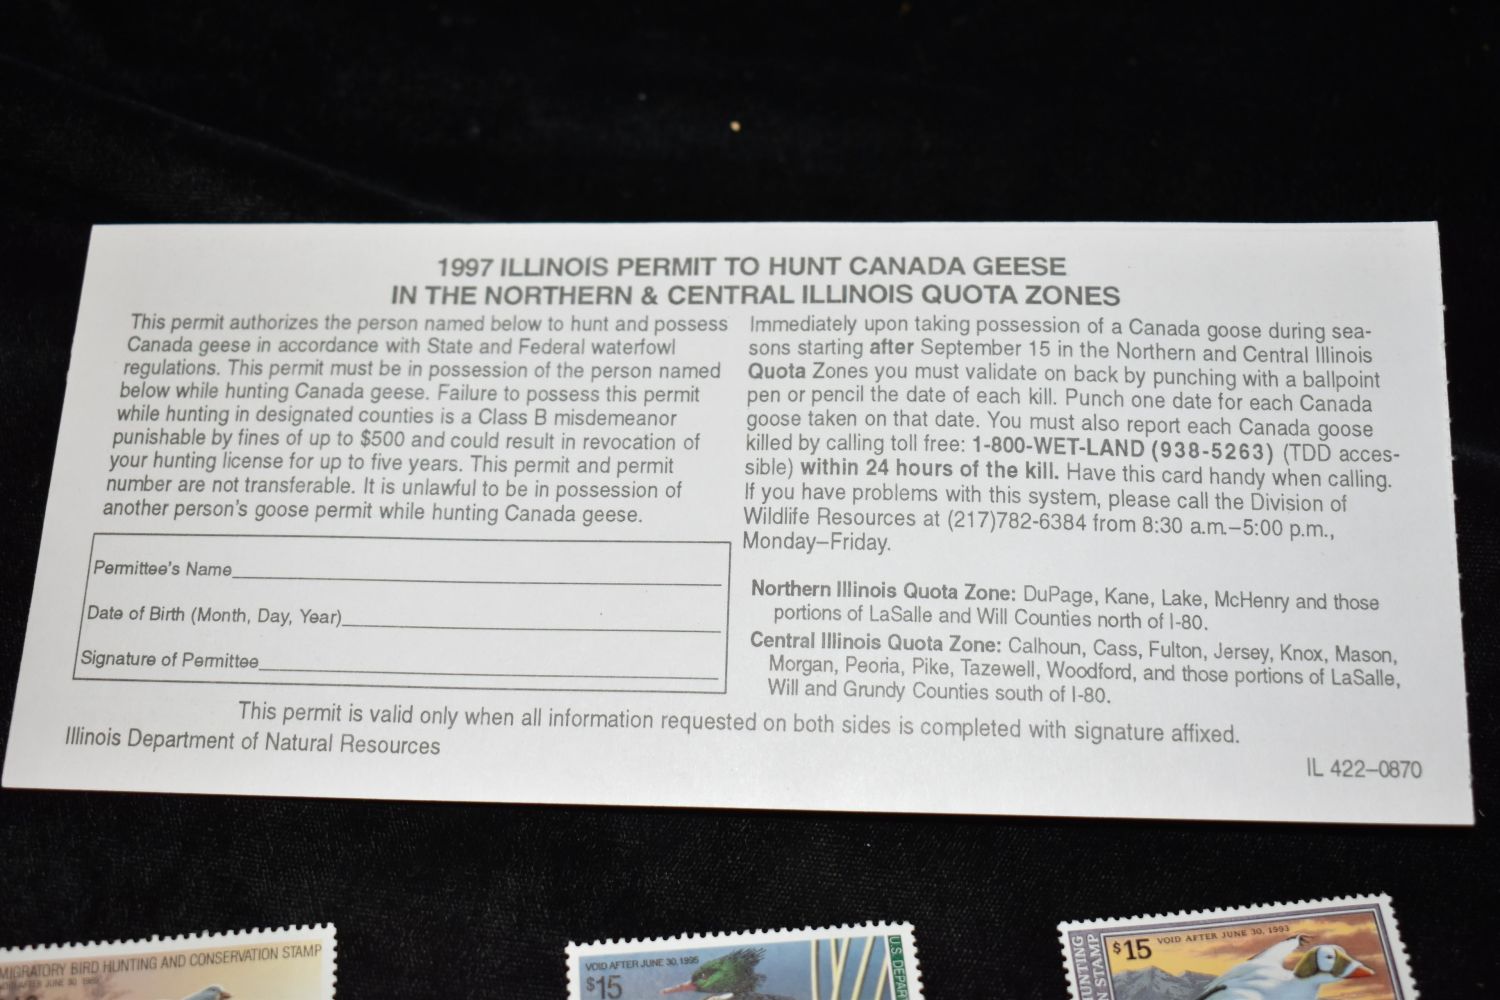 1997 ILLINOIS PERMIT TO HUNT CANADA GEESE
IN THE NORTHERN & CENTRAL ILLINOIS QUOTA ZONES
This permit authorizes the person named below to hunt and possess
Canada geese in accordance with State and Federal waterfowl
regulations. This permit must be in possession of the person named
below while hunting Canada geese. Failure to possess this permit
while hunting in designated counties is a Class B misdemeanor
punishable by fines of up to $500 and could result in revocation of
your hunting license for up to five years. This permit and permit
number are not transferable. It is unlawful to be in possession of
another person's goose permit while hunting Canada geese.
Permittee's Name
Date of Birth (Month, Day, Year)
Signature of Permittee
Immediately upon taking possession of a Canada goose during sea-
sons starting after September 15 in the Northern and Central Illinois
Quota Zones you must validate on back by punching with a ballpoint
pen or pencil the date of each kill. Punch one date for each Canada
goose taken on that date. You must also report each Canada goose
killed by calling toll free: 1-800-WET-LAND (938-5263) (TDD acces-
sible) within 24 hours of the kill. Have this card handy when calling.
If you have problems with this system, please call the Division of
Wildlife Resources at (217)782-6384 from 8:30 a.m.–5:00 p.m.,
Monday–Friday.
Northern Illinois Quota Zone: DuPage, Kane, Lake, McHenry and those
portions of LaSalle and Will Counties north of I-80.
Central Illinois Quota Zone: Calhoun, Cass, Fulton, Jersey, Knox, Mason,
Morgan, Peoria, Pike, Tazewell, Woodford, and those portions of LaSalle,
Will and Grundy Counties south of I-80.
This permit is valid only when all information requested on both sides is completed with signature affixed.
Illinois Department of Natural Resources
IL 422–0870
MIGRATORY BIRD HUNTING AND CONSERVATION STAMP
AFTER JUNE 30
VOID AFTER JUNE 30, 1995
$15
U.S. DEPAR
HUNTING
N STAMP
$15 VOID AFTER JUNE 30, 1993